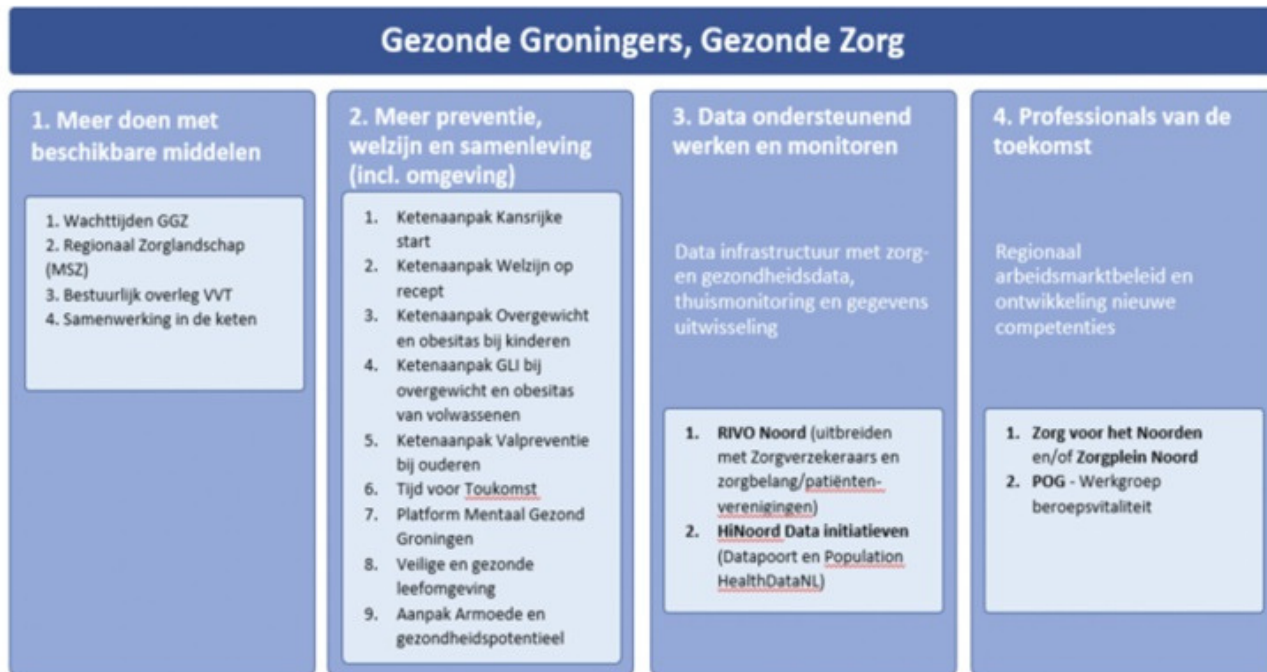 Gezonde Groningers, Gezonde Zorg
1. Meer doen met
beschikbare middelen
1. Wachttijden GGZ
2. Regionaal Zorglandschap
(MSZ)
3. Bestuurlijk overleg VVT
4. Samenwerking in de keten
2. Meer preventie,
welzijn en samenleving
(incl. omgeving)
1. Ketenaanpak Kansrijke
start
2. Ketenaanpak Welzijn op
recept
3. Ketenaanpak Overgewicht
en obesitas bij kinderen
4. Ketenaanpak GLI bij
overgewicht en obesitas
van volwassenen
5. Ketenaanpak Valpreventie
bij ouderen
6. Tijd voor Toukomst
7. Platform Mentaal Gezond
Groningen
8. Veilige en gezonde
leefomgeving
9. Aanpak Armoede en
gezondheidspotentieel
3. Data ondersteunend
werken en monitoren
Data infrastructuur met zorg-
en gezondheidsdata,
thuismonitoring en gegevens
uitwisseling
1. RIVO Noord (uitbreiden
met Zorgverzekeraars en
zorgbelang/patiënten-
verenigingen)
2. HiNoord Data initiatieven
(Datapoort en Population
HealthDataNL)
4. Professionals van de
toekomst
Regionaal
arbeidsmarktbeleid en
ontwikkeling nieuwe
competenties
1. Zorg voor het Noorden
en/of Zorgplein Noord
2. POG - Werkgroep
beroepsvitaliteit